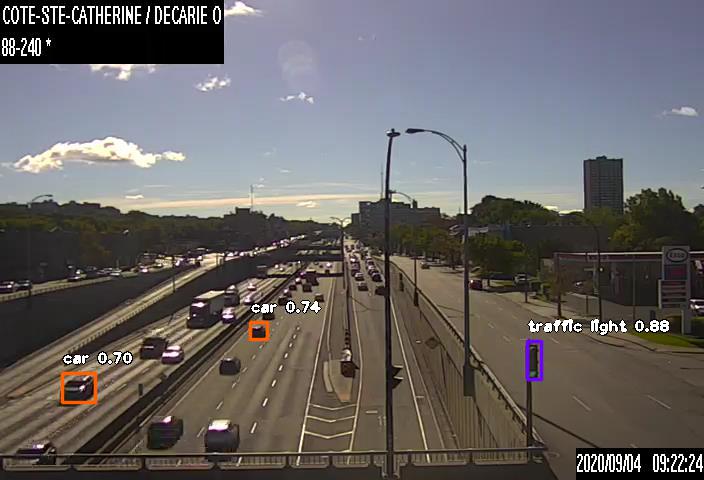 COTE-STE-CATHERINE / DECARIE O
88-240 *
car 0.74
traffic light 0.88
car 0.70
Esso
2020/09/04 09:22:24